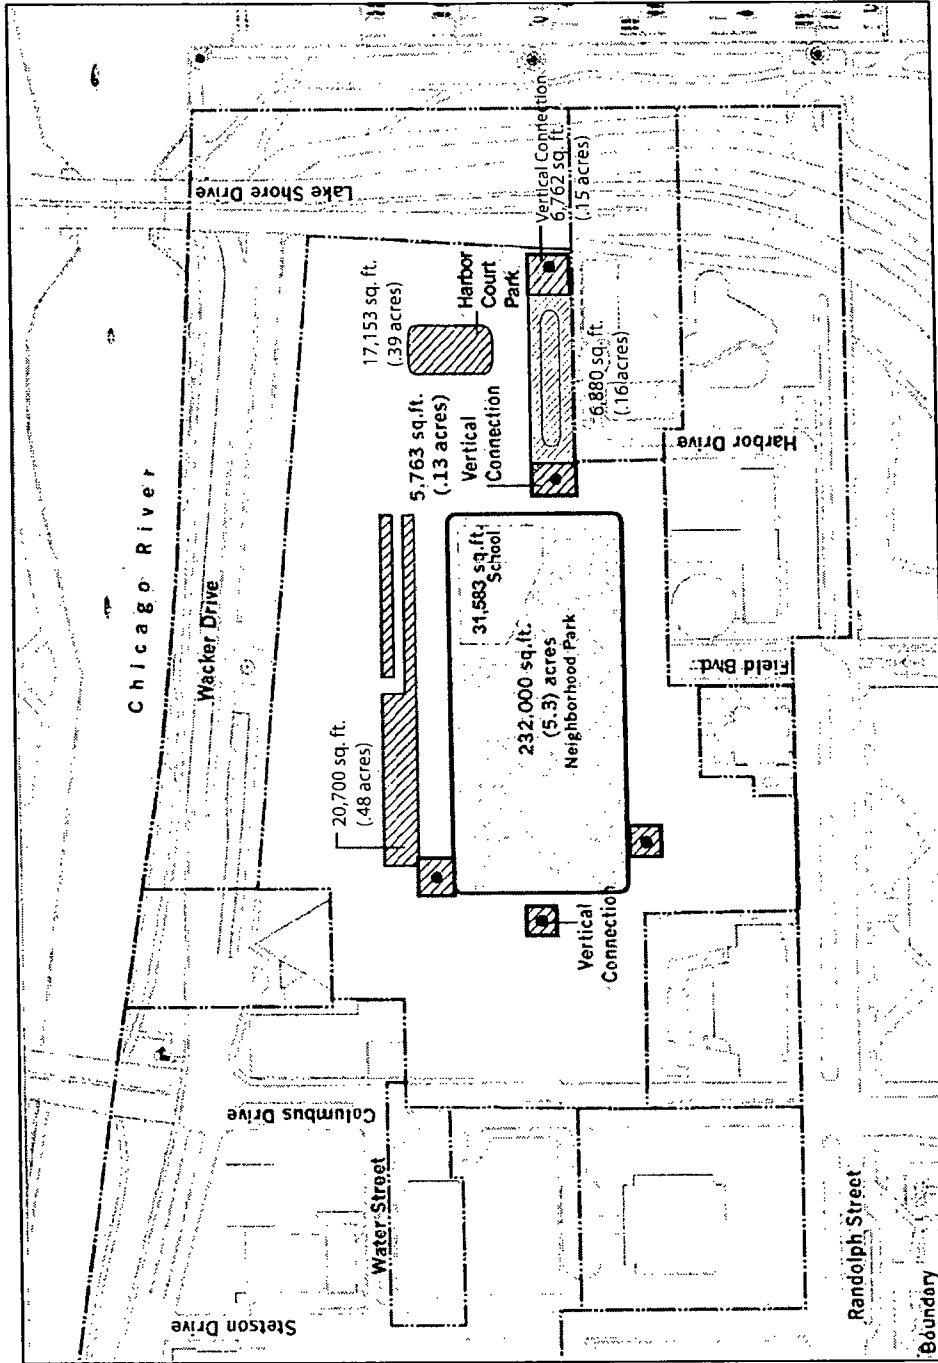 Chicago River
Wacker Drive
Lake Shore Drive
17,153 sq. ft.
(.39 acres)
Harbor
Court
Park
Vertical Connection
6,762 sq. ft.
(.15 acres)
5,763 sq.ft.
(.13 acres)
Vertical
Connection
6,880 sq.ft.
(.16 acres)
Harbor Drive
20,700 sq. ft.
(.48 acres)
31,583 sq.ft.
School
232,000 sq.ft.
(5.3) acres
Neighborhood Park
Field Blvd.
Vertical
Connection
Columbus Drive
Water Street
Stetson Drive
Randolph Street
Boundary